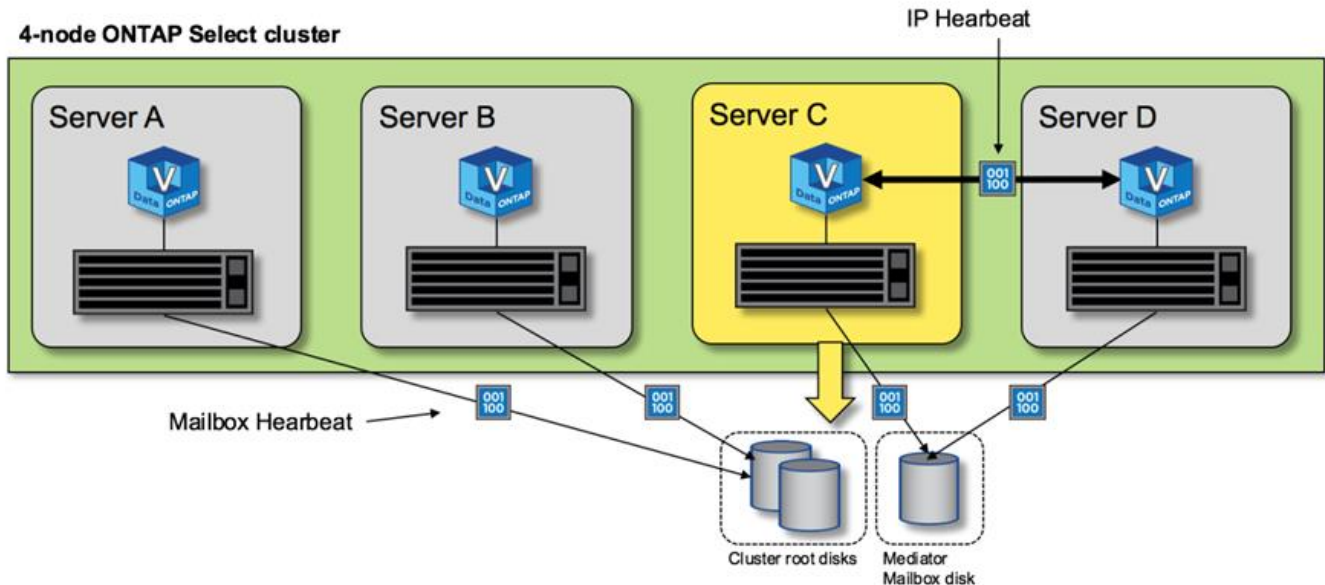 IP Hearbeat
4-node ONTAP Select cluster
Server A
Server B
Server C
Server D
V
Data ONTAP
V
Data ONTAP
V
Data ONTAP
V
Data ONTAP
001
100
Mailbox Hearbeat
001
100
001
100
001
100
001
100
Cluster root disks
Mediator
Mailbox disk